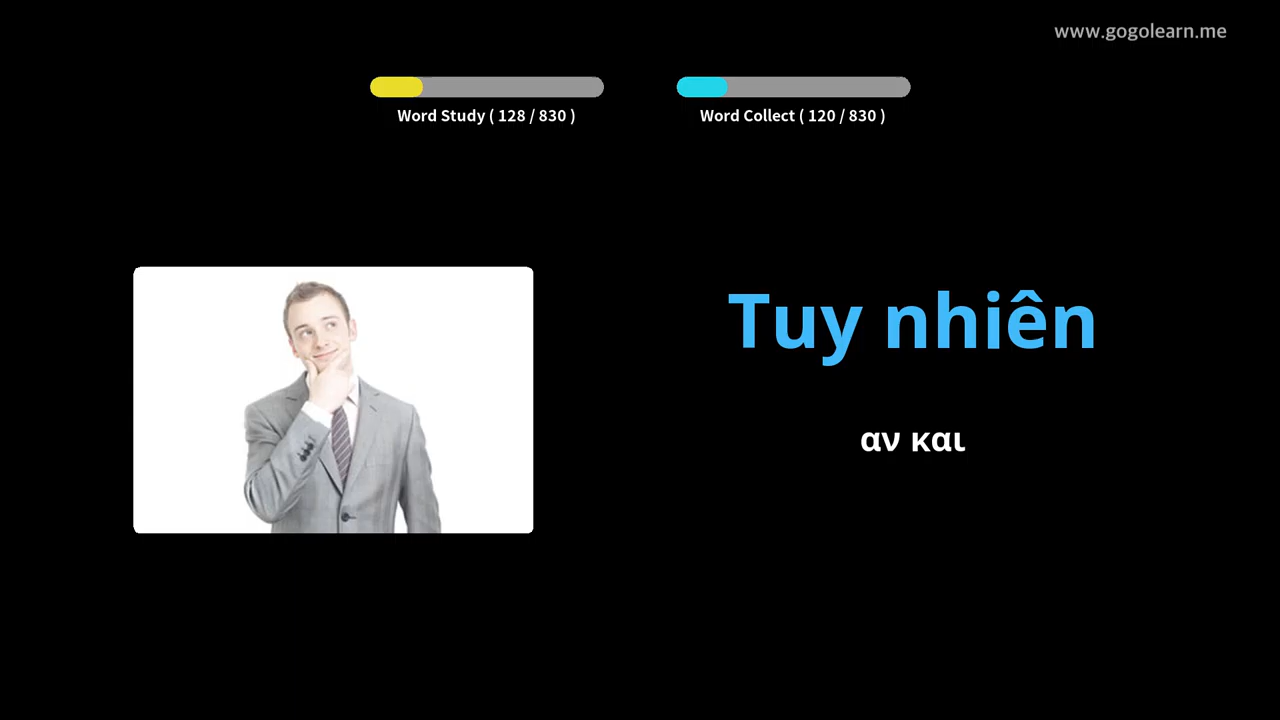 www.gogolearn.me
Word Study ( 128 / 830 )
Word Collect ( 120 / 830 )
Tuy nhiên
αν και